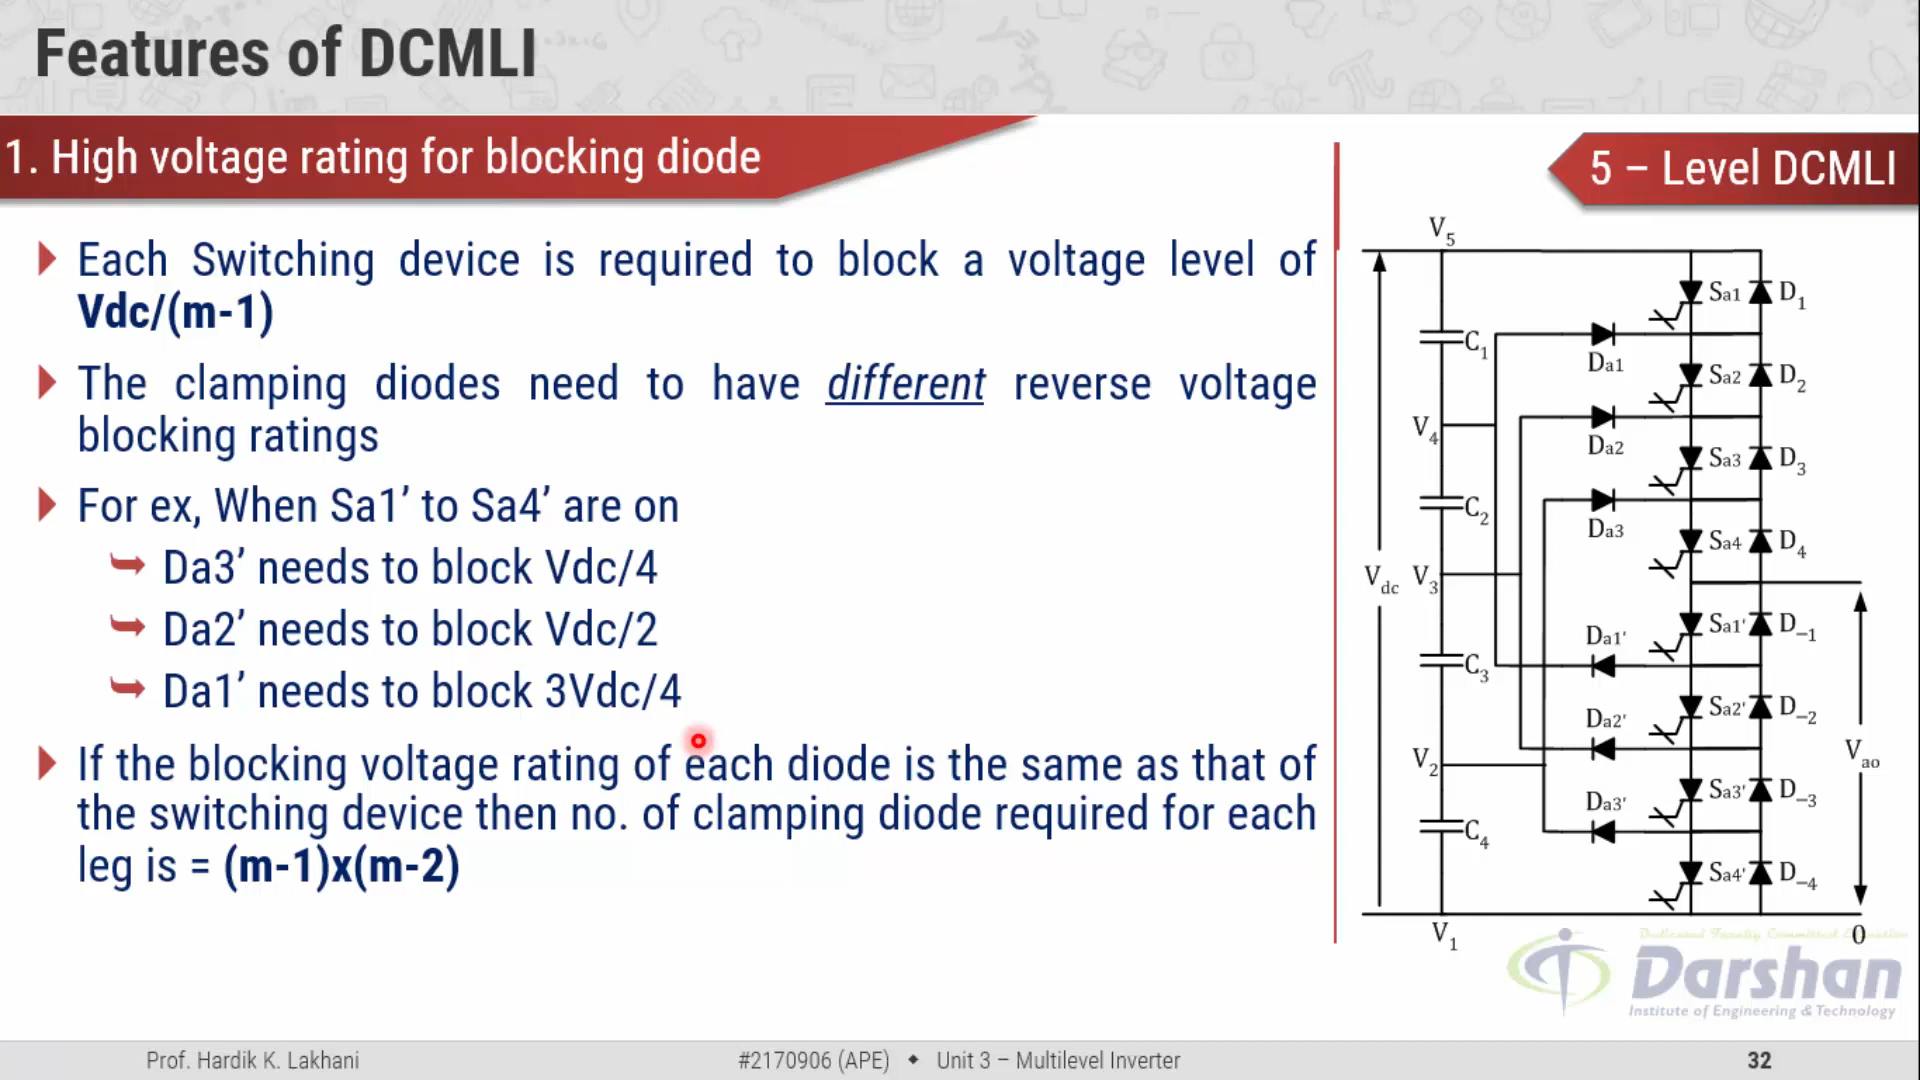 Features of DCMLI
1. High voltage rating for blocking diode
5 – Level DCMLI
Each Switching device is required to block a voltage level of
Vdc/(m-1)
The clamping diodes need to have different reverse voltage
blocking ratings
For ex, When Sa1’ to Sa4’ are on
Da3’ needs to block Vdc/4
Da2’ needs to block Vdc/2
Da1’ needs to block 3Vdc/4
If the blocking voltage rating of each diode is the same as that of
the switching device then no. of clamping diode required for each
leg is = (m-1)x(m-2)
V5
Sa1 D1
C1
Da1
Sa2 D2
V4
Da2
Sa3 D3
C2
Da3
Sa4 D4
Vdc V3
Sa1' D–1
Da1'
C3
Sa2' D–2
Da2'
V2
Vao
Sa3' D–3
Da3'
C4
Sa4' D–4
V1
0
Dedicated Faculty Committed Education
Darshan
Institute of Engineering & Technology
Prof. Hardik K. Lakhani
#2170906 (APE) ◆ Unit 3 – Multilevel Inverter
32